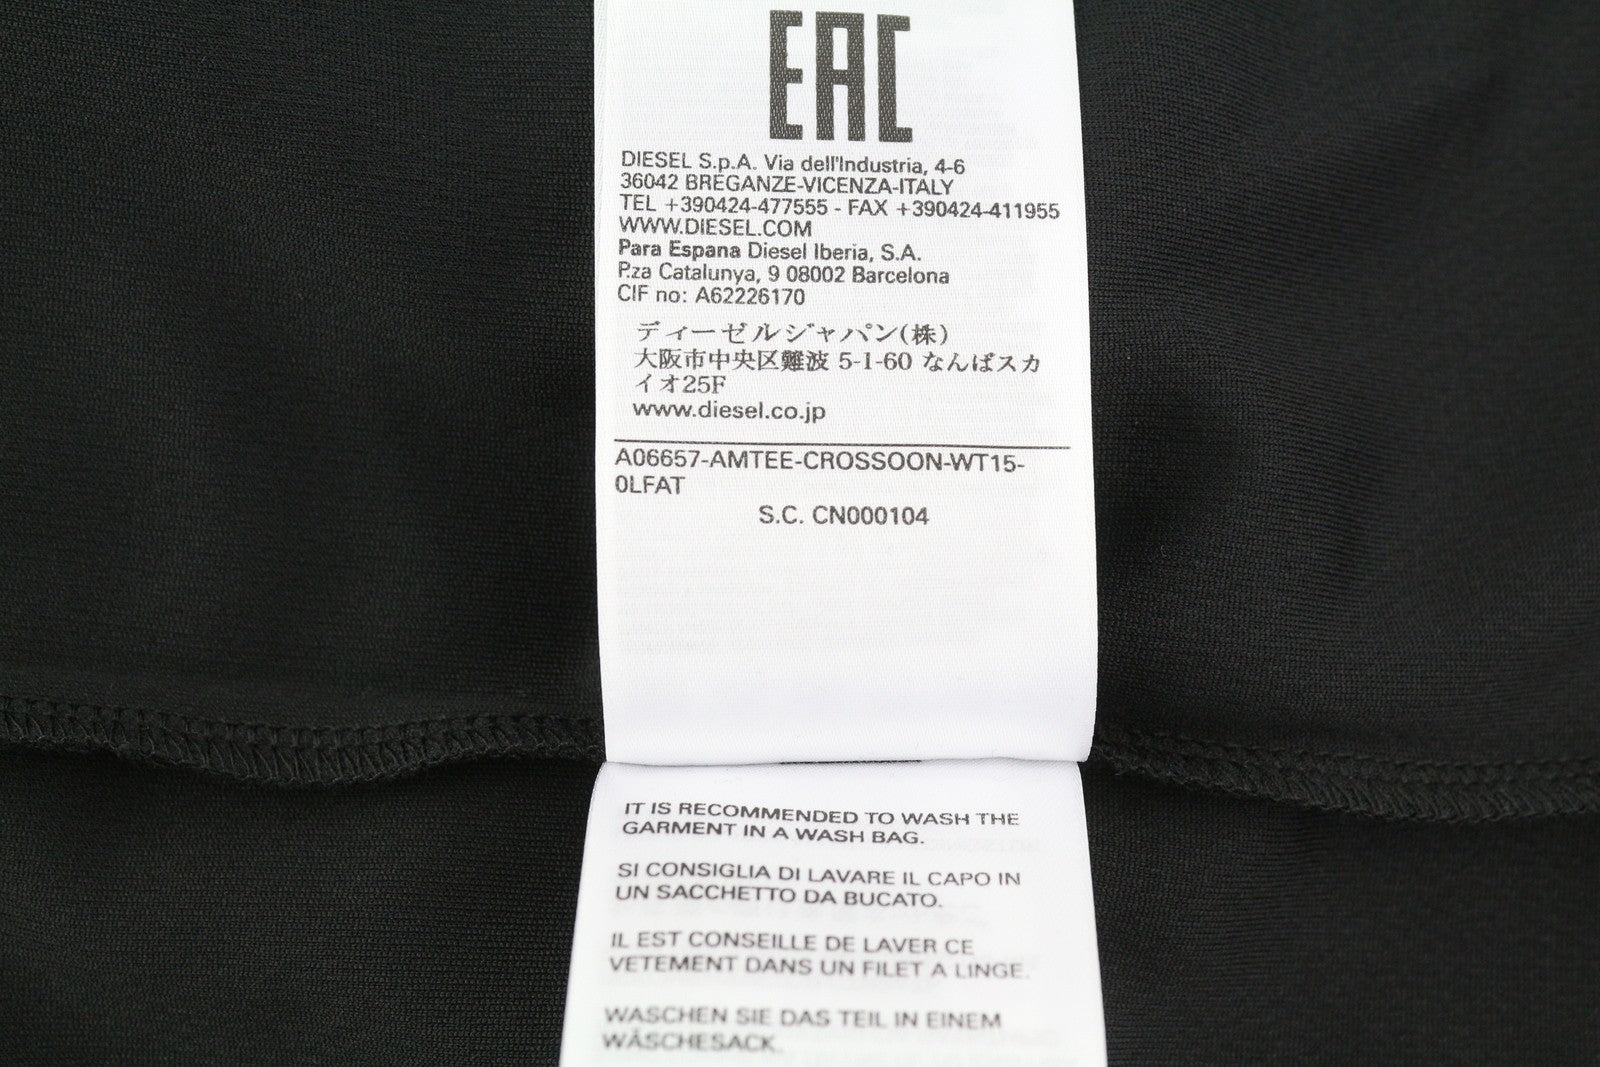 EAC
DIESEL S.p.A. Via dell'Industria, 4-6
36042 BREGANZE-VICENZA-ITALY
TEL +390424-477555 - FAX +390424-411955
WWW.DIESEL.COM
Para Espana Diesel Iberia, S.A.
P.za Catalunya, 9 08002 Barcelona
CIF no: A62226170
ディーゼルジャパン(株)
大阪市中央区難波 5-1-60 なんばスカ
イオ25F
www.diesel.co.jp
A06657-AMTEE-CROSSOON-WT15-
0LFAT
S.C. CN000104
IT IS RECOMMENDED TO WASH THE
GARMENT IN A WASH BAG.
SI CONSIGLIA DI LAVARE IL CAPO IN
UN SACCHETTO DA BUCATO.
IL EST CONSEILLE DE LAVER CE
VETEMENT DANS UN FILET A LINGE.
WASCHEN SIE DAS TEIL IN EINEM
WÄSCHESACK.